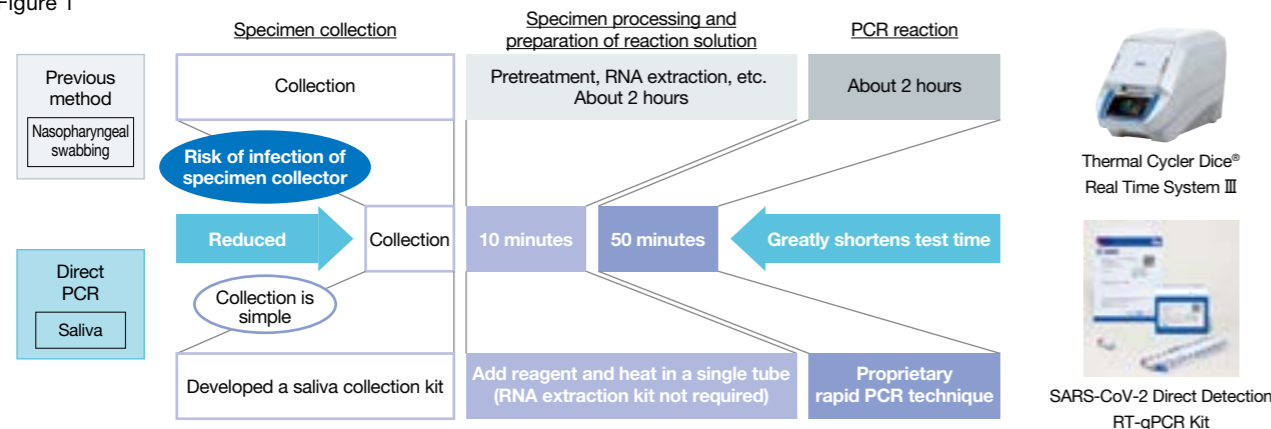 Figure 1
Specimen collection
Specimen processing and
preparation of reaction solution
PCR reaction
Previous
method
Nasopharyngeal
swabbing
Collection
Pretreatment, RNA extraction, etc.
About 2 hours
About 2 hours
Risk of infection of
specimen collector
Thermal Cycler Dice®
Real Time System Ⅲ
Reduced
Collection
10 minutes
50 minutes
Greatly shortens test time
Direct
PCR
Saliva
Collection is
simple
Developed a saliva collection kit
Add reagent and heat in a single tube
(RNA extraction kit not required)
Proprietary
rapid PCR technique
SARS-CoV-2 Direct Detection
RT-qPCR Kit